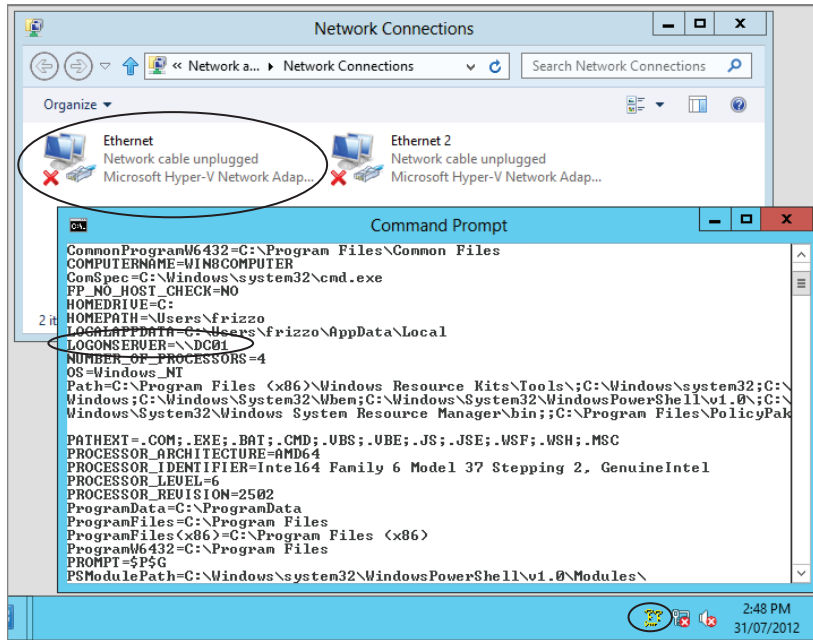 Network Connections
« Network a... ▸ Network Connections
Search Network Connections
Organize
Ethernet
Network cable unplugged
Microsoft Hyper-V Network Adap...
Ethernet 2
Network cable unplugged
Microsoft Hyper-V Network Adap...
2 it
Command Prompt
CommonProgramW6432=C:\Program Files\Common Files
COMPUTERNAME=WIN8COMPUTER
ComSpec=C:\Windows\system32\cmd.exe
FP_NO_HOST_CHECK=NO
HOMEDRIVE=C:
HOMEPATH=\Users\frizzo
LOCALAPPDATA=C:\Users\frizzo\AppData\Local
LOGONSERVER=\\DC01
NUMBER_OF_PROCESSORS=4
OS=Windows_NT
Path=C:\Program Files (x86)\Windows Resource Kits\Tools\;C:\Windows\system32;C:\
Windows;C:\Windows\System32\Wbem;C:\Windows\System32\WindowsPowerShell\v1.0\;C:\
Windows\System32\Windows System Resource Manager\bin;;C:\Program Files\PolicyPak
PATHEXT=.COM;.EXE;.BAT;.CMD;.VBS;.VBE;.JS;.JSE;.WSF;.WSH;.MSC
PROCESSOR_ARCHITECTURE=AMD64
PROCESSOR_IDENTIFIER=Intel64 Family 6 Model 37 Stepping 2, GenuineIntel
PROCESSOR_LEVEL=6
PROCESSOR_REVISION=2502
ProgramData=C:\ProgramData
ProgramFiles=C:\Program Files
ProgramFiles(x86)=C:\Program Files (x86)
ProgramW6432=C:\Program Files
PROMPT=$P$G
PSModulePath=C:\Windows\system32\WindowsPowerShell\v1.0\Modules\
2:48 PM
31/07/2012